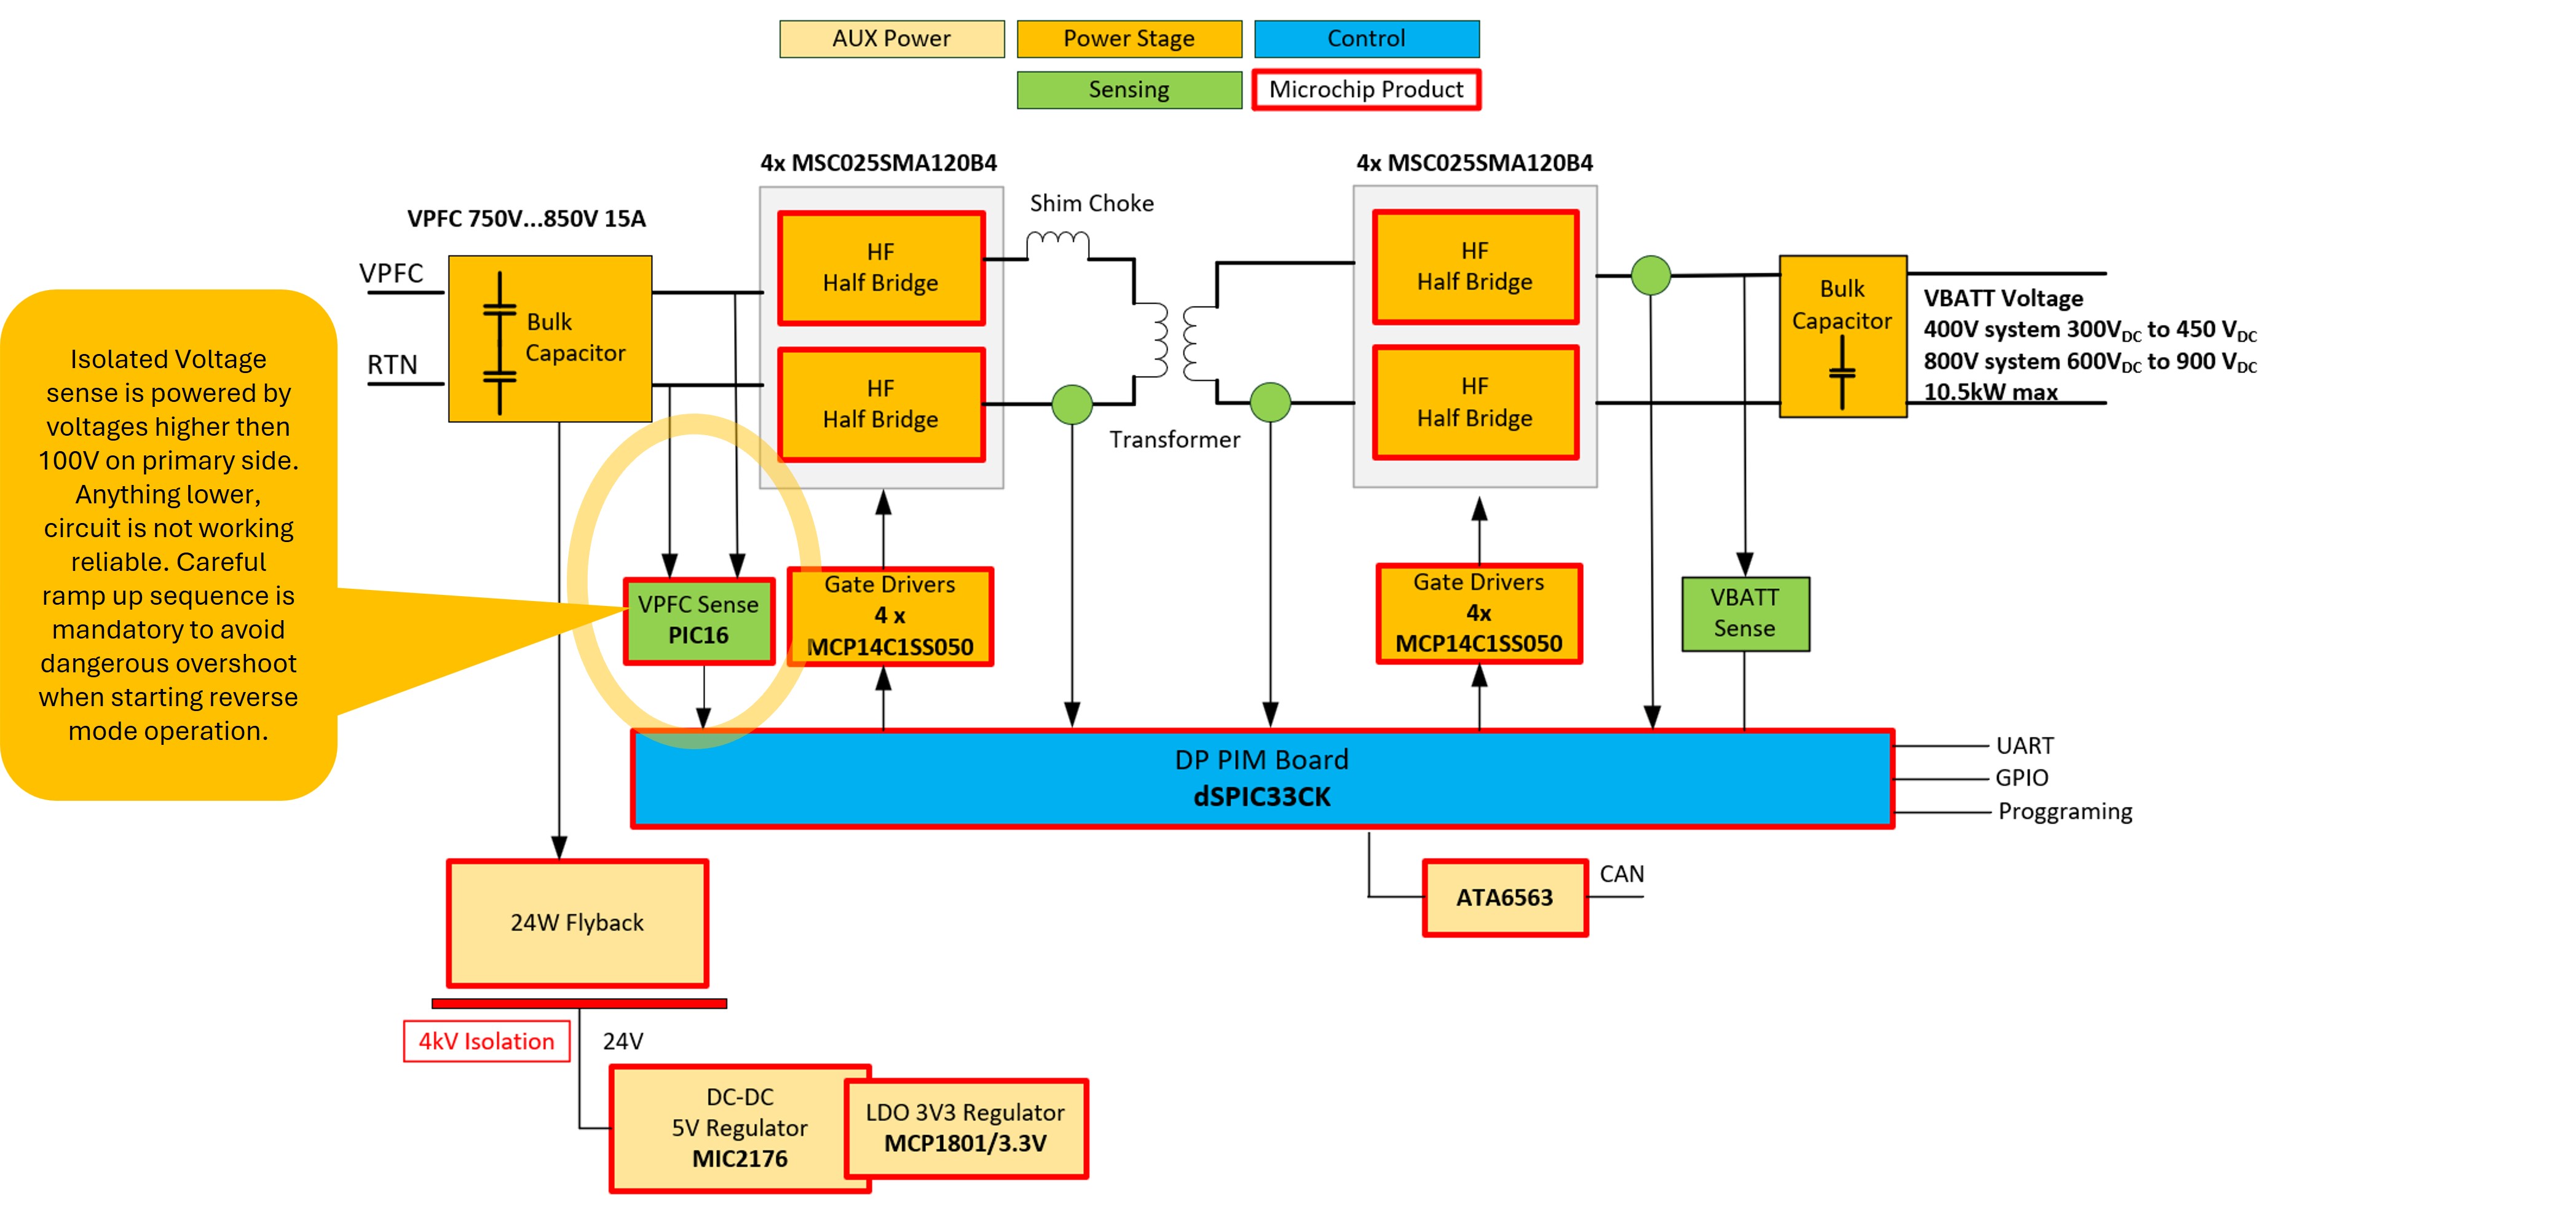 AUX Power
Power Stage
Control
Sensing
Microchip Product
4x MSC025SMA120B4
4x MSC025SMA120B4
Shim Choke
VPFC 750V...850V 15A
VPFC
RTN
Bulk
Capacitor
HF
Half Bridge
HF
Half Bridge
Transformer
HF
Half Bridge
HF
Half Bridge
Bulk
Capacitor
VBATT Voltage
400V system 300VDC to 450 VDC
800V system 600VDC to 900 VDC
10.5kW max
Isolated Voltage
sense is powered by
voltages higher then
100V on primary side.
Anything lower,
circuit is not working
reliable. Careful
ramp up sequence is
mandatory to avoid
dangerous overshoot
when starting reverse
mode operation.
VPFC Sense
PIC16
Gate Drivers
4 x
MCP14C1SS050
Gate Drivers
4x
MCP14C1SS050
VBATT
Sense
DP PIM Board
dSPIC33CK
UART
GPIO
Proggraming
ATA6563
CAN
24W Flyback
4kV Isolation
24V
DC-DC
5V Regulator
MIC2176
LDO 3V3 Regulator
MCP1801/3.3V